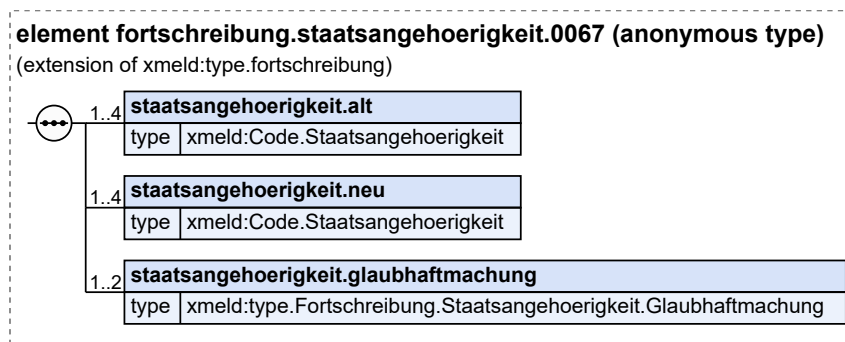 element fortschreibung.staatsangehoerigkeit.0067 (anonymous type)
(extension of xmeld:type.fortschreibung)
1..4 staatsangehoerigkeit.alt
type xmeld:Code.Staatsangehoerigkeit
1..4 staatsangehoerigkeit.neu
type xmeld:Code.Staatsangehoerigkeit
1..2 staatsangehoerigkeit.glaubhaftmachung
type xmeld:type.Fortschreibung.Staatsangehoerigkeit.Glaubhaftmachung